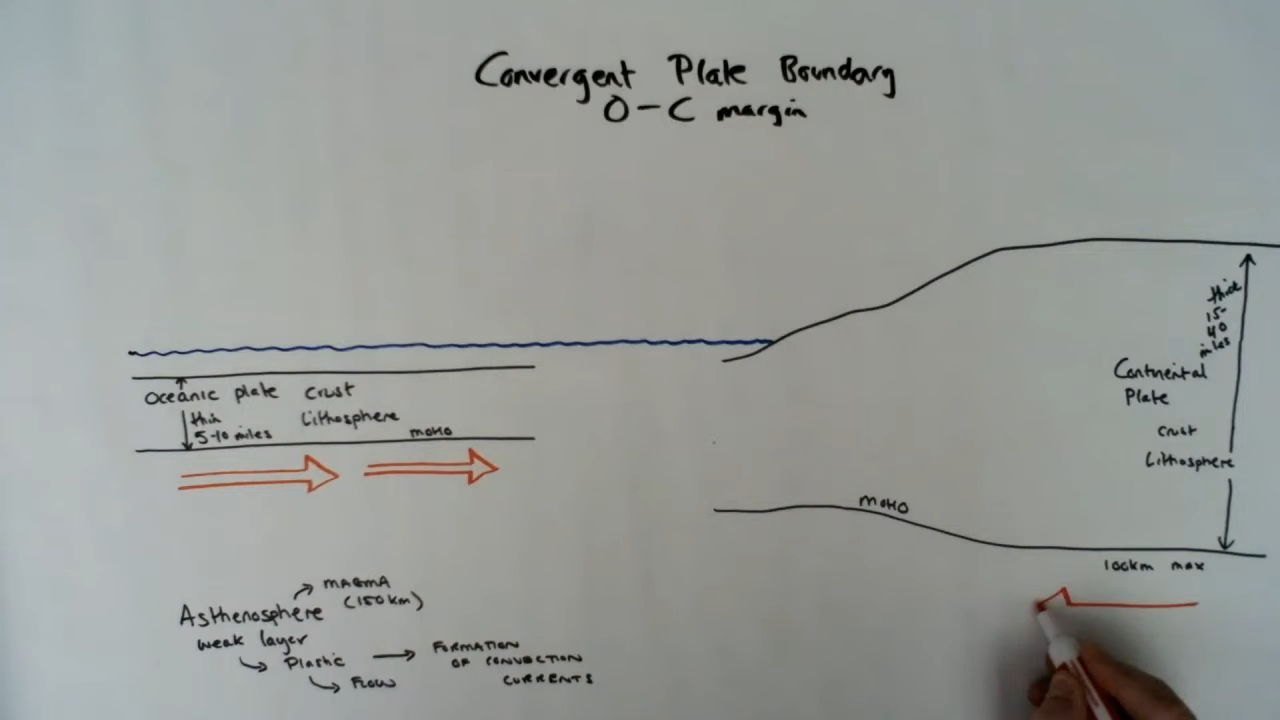 Convergent Plate Boundary
O-C margin
thick
15-
40
miles
Oceanic plate crust
thin Lithosphere
5-10 miles
MOHO
Continental
Plate
crust
Lithosphere
MOHO
100km max
MAGMA
(150km)
Asthenosphere
weak layer
Plastic
FLOW
FORMATION
OF CONVECTION
CURRENTS